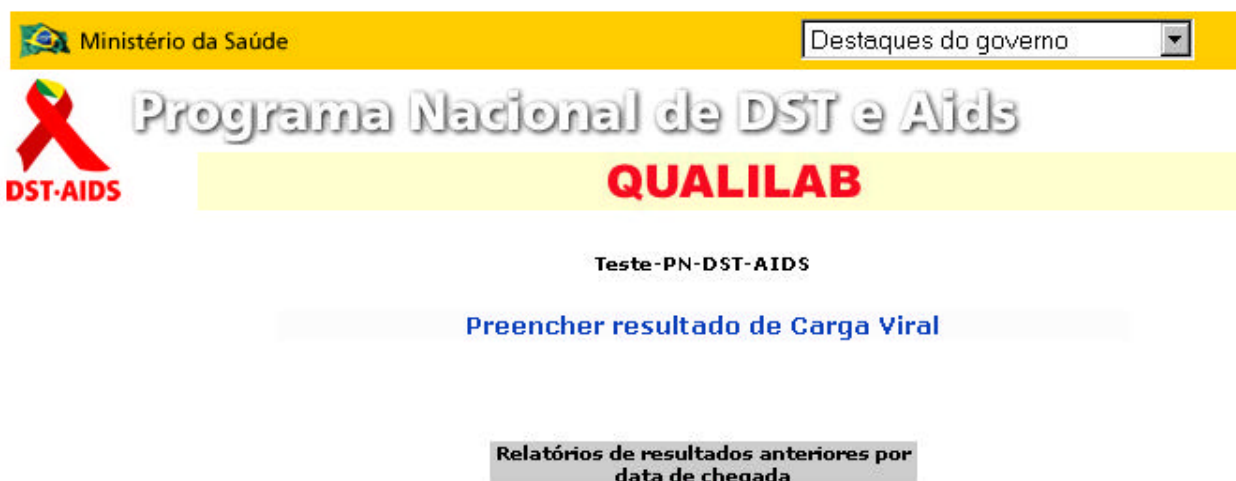 Ministério da Saúde
Destaques do governo
Programa Nacional de DST e Aids
DST·AIDS
QUALILAB
Teste-PN-DST-AIDS
Preencher resultado de Carga Viral
Relatórios de resultados anteriores por
data de chegada